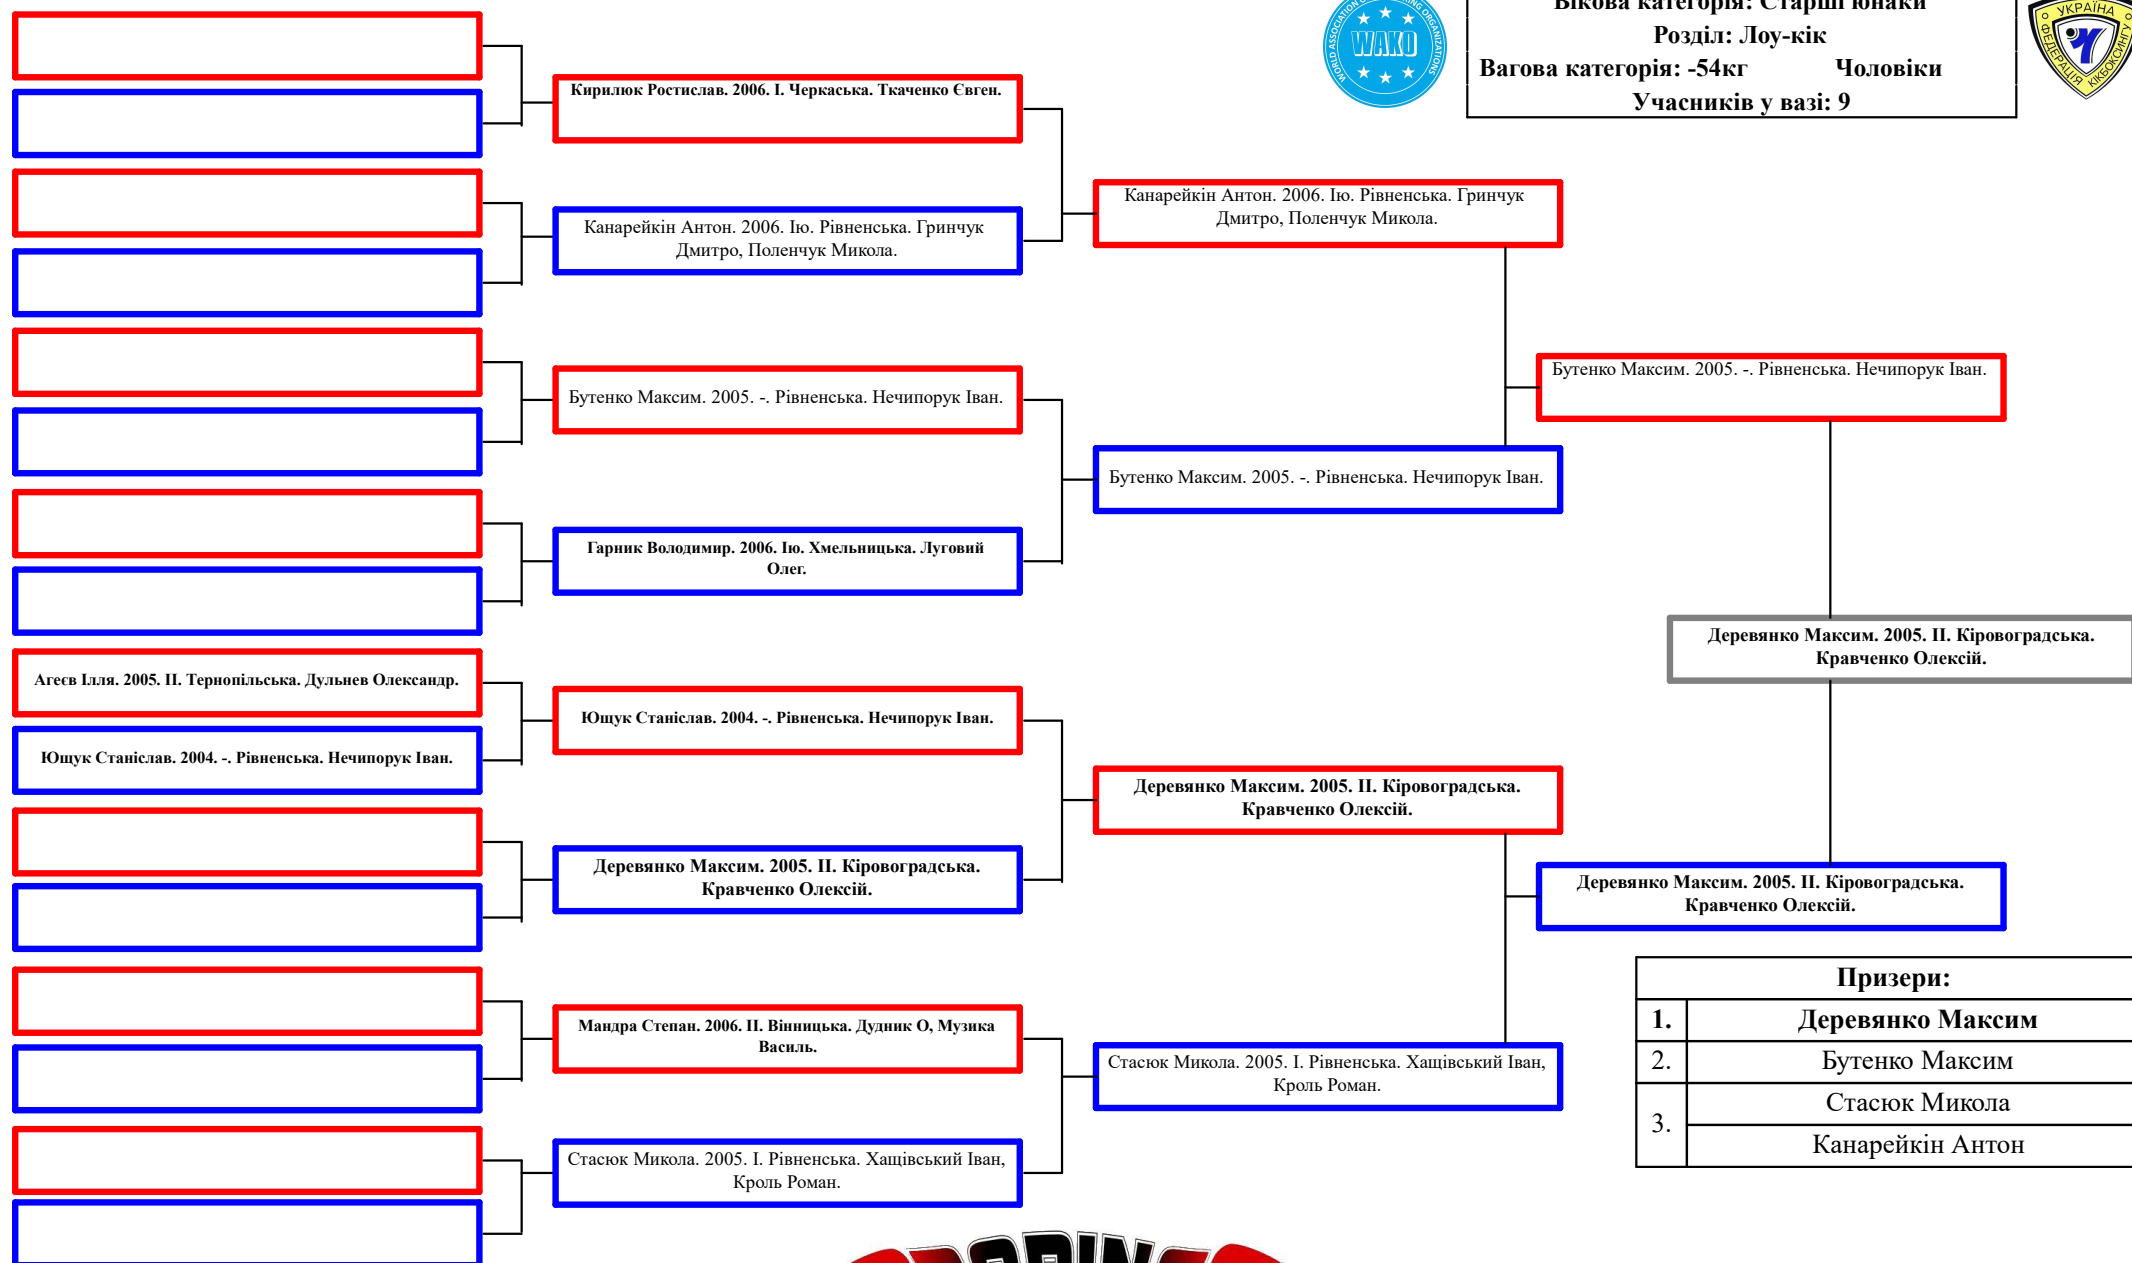 Вікова категорія: Старші юнаки
Розділ: Лоу-кік
Вагова категорія: -54кг Чоловіки
Учасників у вазі: 9
WORLD ASSOCIATION
ORGANIZATIONS
WAKO
УКРАЇНА
ФЕДЕРАЦІЯ КІКБОКСИНГУ
Кирилюк Ростислав. 2006. І. Черкаська. Ткаченко Євген.
Канарейкін Антон. 2006. Ію. Рівненська. Гринчук
Дмитро, Поленчук Микола.
Бутенко Максим. 2005. -. Рівненська. Нечипорук Іван.
Гарник Володимир. 2006. Ію. Хмельницька. Луговий
Олег.
Агеєв Ілля. 2005. ІІ. Тернопільська. Дульнев Олександр.
Ющук Станіслав. 2004. -. Рівненська. Нечипорук Іван.
Ющук Станіслав. 2004. -. Рівненська. Нечипорук Іван.
Деревянко Максим. 2005. ІІ. Кіровоградська.
Кравченко Олексій.
Мандра Степан. 2006. ІІ. Вінницька. Дудник О, Музика
Василь.
Стасюк Микола. 2005. І. Рівненська. Хащівський Іван,
Кроль Роман.
Канарейкін Антон. 2006. Ію. Рівненська. Гринчук
Дмитро, Поленчук Микола.
Бутенко Максим. 2005. -. Рівненська. Нечипорук Іван.
Деревянко Максим. 2005. ІІ. Кіровоградська.
Кравченко Олексій.
Стасюк Микола. 2005. І. Рівненська. Хащівський Іван,
Кроль Роман.
Бутенко Максим. 2005. -. Рівненська. Нечипорук Іван.
Деревянко Максим. 2005. ІІ. Кіровоградська.
Кравченко Олексій.
Деревянко Максим. 2005. ІІ. Кіровоградська.
Кравченко Олексій.
Призери:
1. Деревянко Максим
2. Бутенко Максим
3. Стасюк Микола
Канарейкін Антон